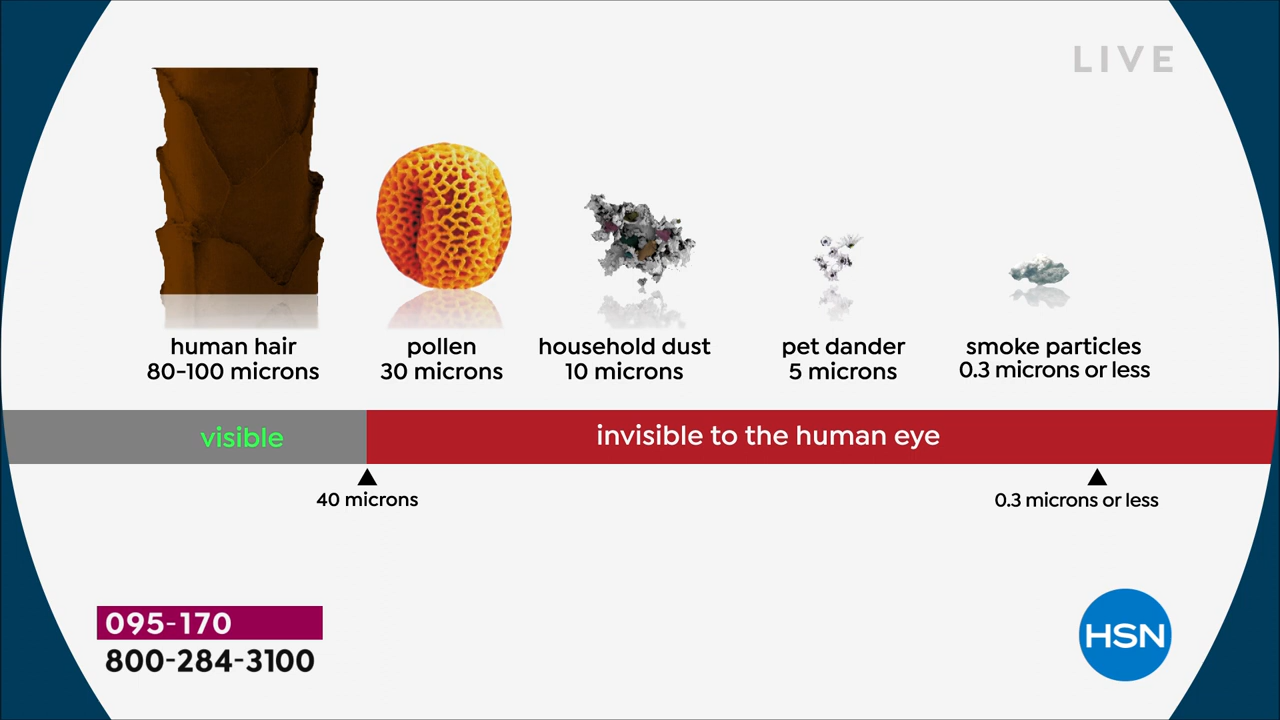 LIVE
human hair
80-100 microns
pollen
30 microns
household dust
10 microns
pet dander
5 microns
smoke particles
0.3 microns or less
visible
invisible to the human eye
40 microns
0.3 microns or less
095-170
800-284-3100
HSN